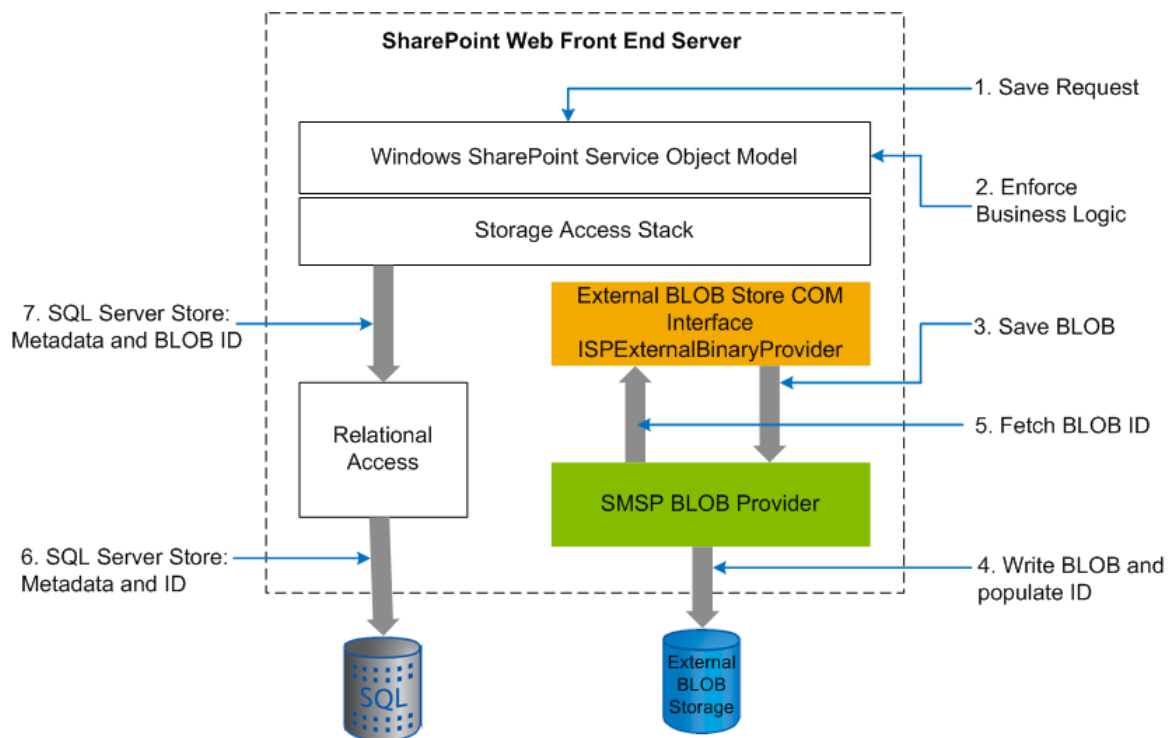 SharePoint Web Front End Server
1. Save Request
Windows SharePoint Service Object Model
2. Enforce
Business Logic
Storage Access Stack
7. SQL Server Store:
Metadata and BLOB ID
External BLOB Store COM
Interface
ISPExternalBinaryProvider
3. Save BLOB
Relational
Access
5. Fetch BLOB ID
SMSP BLOB Provider
6. SQL Server Store:
Metadata and ID
4. Write BLOB and
populate ID
SQL
External
BLOB
Storage